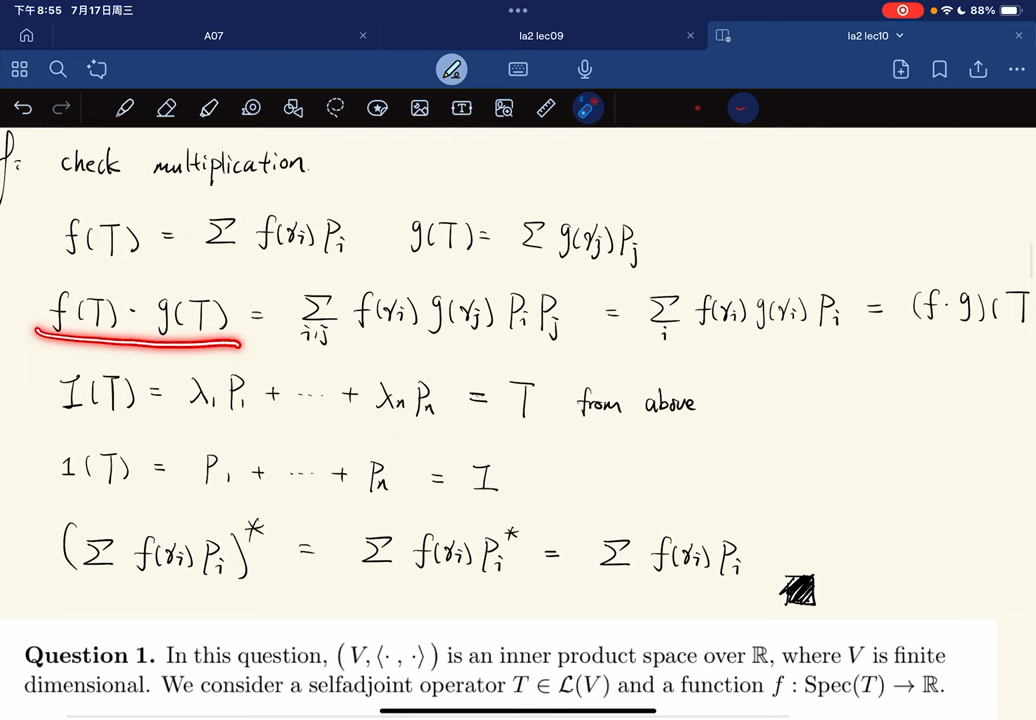 下午8:55 7月17日周三
88%
A07
la2 lec09
la2 lec10
pf: check multiplication.
f(T) = Σ f(γi) Pi g(T) = Σ g(γj) Pj
f(T) · g(T) = Σ i,j f(γi) g(γj) Pi Pj = Σ i f(γi) g(γi) Pi = (f·g)(T
I(T) = λ1 P1 + ... + λn Pn = T from above
1(T) = P1 + ... + Pn = I
(Σ f(γi) Pi)* = Σ f(γi) Pi* = Σ f(γi) Pi
Question 1. In this question, (V, ⟨· , ·⟩) is an inner product space over ℝ, where V is finite
dimensional. We consider a selfadjoint operator T ∈ ℒ(V) and a function f : Spec(T) → ℝ.